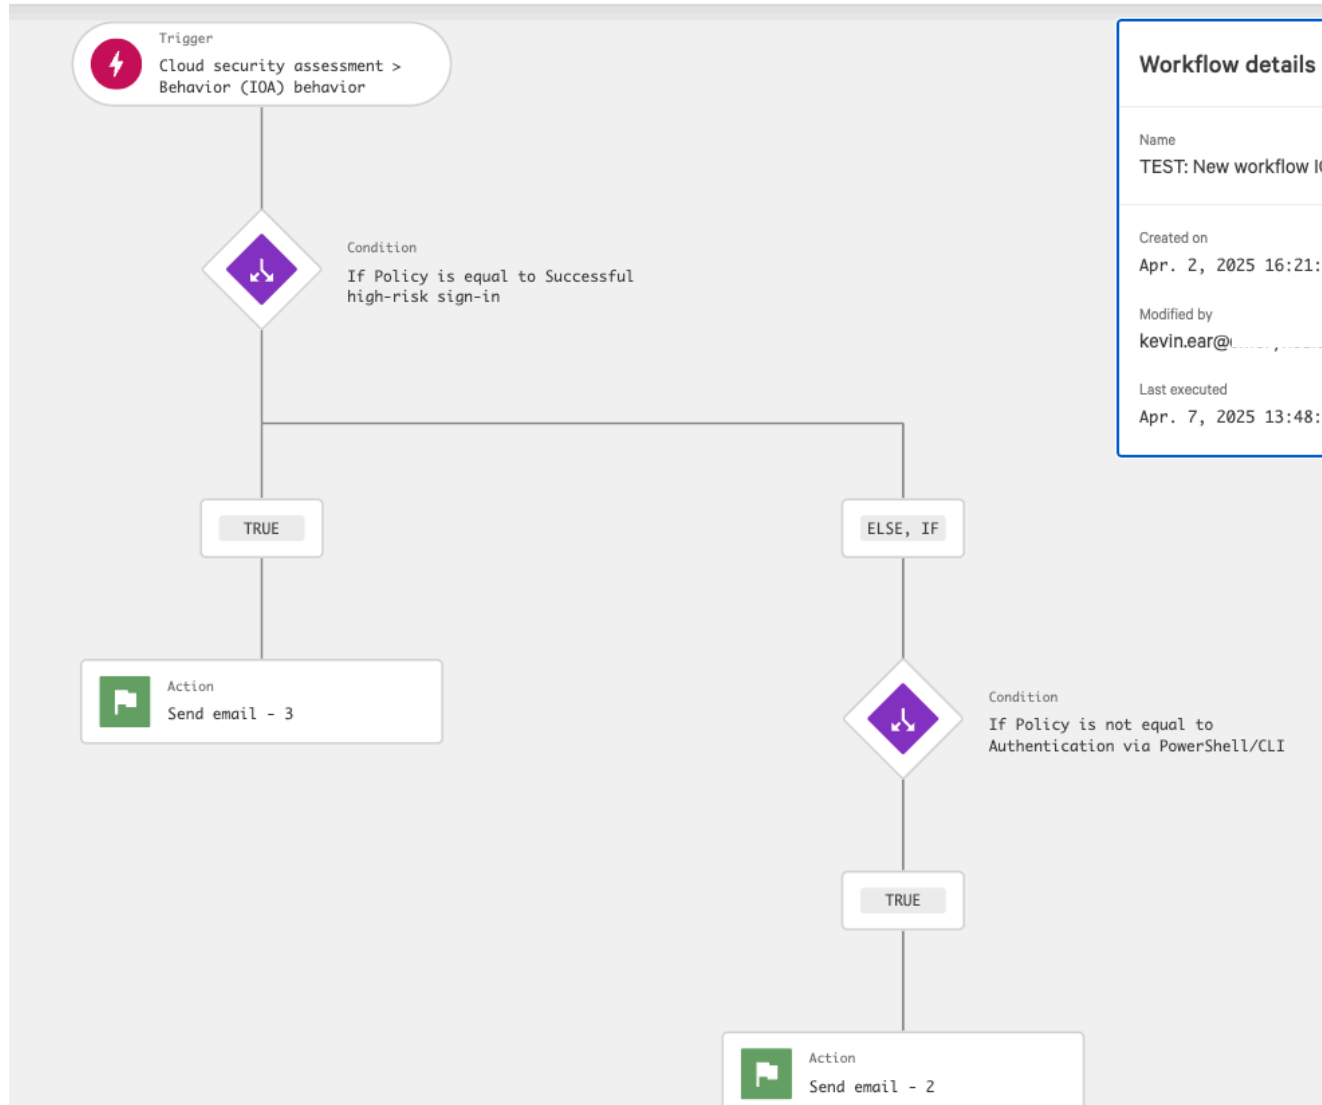 Trigger
Cloud security assessment >
Behavior (IOA) behavior
Workflow details
Name
TEST: New workflow
Created on
Apr. 2, 2025 16:21:
Modified by
kevin.ear@
Last executed
Apr. 7, 2025 13:48:
Condition
If Policy is equal to Successful
high-risk sign-in
TRUE
ELSE, IF
Action
Send email - 3
Condition
If Policy is not equal to
Authentication via PowerShell/CLI
TRUE
Action
Send email - 2